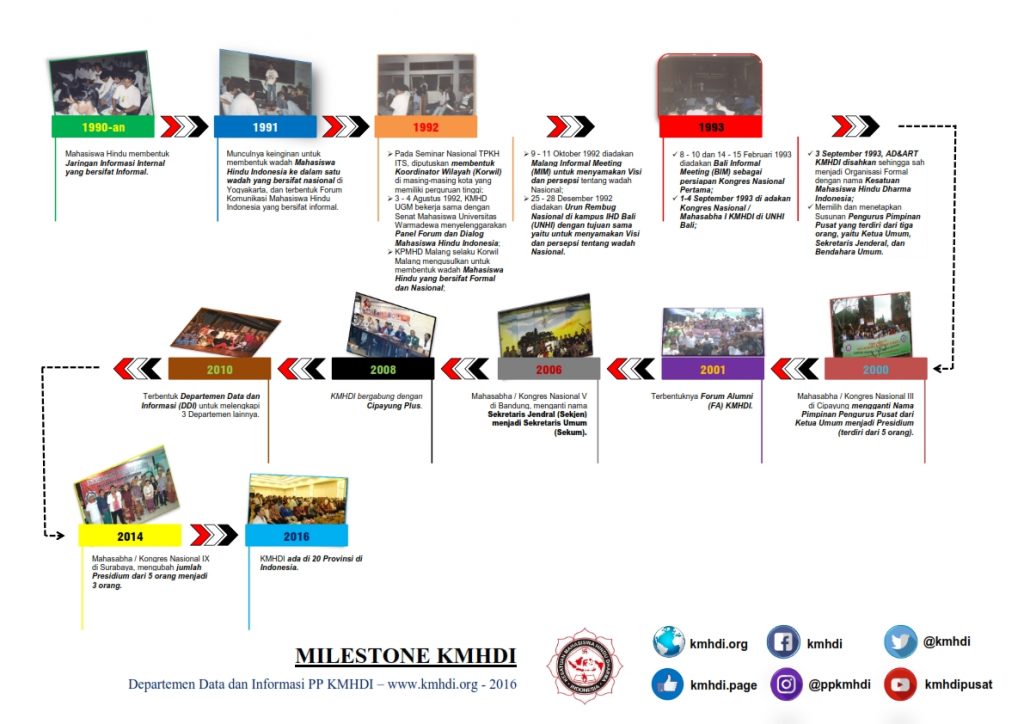 1990-an
1991
1992
1993
Mahasiswa Hindu membentuk
Jaringan Informasi Internal
yang bersifat Informal.
Munculnya keinginan untuk
membentuk wadah Mahasiswa
Hindu Indonesia ke dalam satu
wadah yang bersifat nasional di
Yogyakarta, dan terbentuk Forum
Komunikasi Mahasiswa Hindu
Indonesia yang bersifat informal.
➢ Pada Seminar Nasional TPKH
ITS, diputuskan membentuk
Koordinator Wilayah (Korwil)
di masing-masing kota yang
memiliki perguruan tinggi;
➢ 3 - 4 Agustus 1992, KMHD
UGM bekerja sama dengan
Senat Mahasiswa Universitas
Warmadewa menyelenggarakan
Panel Forum dan Dialog
Mahasiswa Hindu Indonesia;
➢ KPMHD Malang selaku Korwil
Malang mengusulkan untuk
membentuk wadah Mahasiswa
Hindu yang bersifat Formal
dan Nasional;
➢ 9 - 11 Oktober 1992 diadakan
Malang Informal Meeting
(MIM) untuk menyamakan Visi
dan persepsi tentang wadah
Nasional;
➢ 25 - 28 Desember 1992
diadakan Urun Rembug
Nasional di kampus IHD Bali
(UNHI) dengan tujuan sama
yaitu untuk menyamakan Visi
dan persepsi tentang wadah
Nasional.
➢ 8 - 10 dan 14 - 15 Februari 1993
diadakan Bali Informal
Meeting (BIM) sebagai
persiapan Kongres Nasional
Pertama;
➢ 1-4 September 1993 di adakan
Kongres Nasional /
Mahasabha I KMHDI di UNHI
Bali;
➢ 3 September 1993, AD&ART
KMHDI disahkan sehingga sah
menjadi Organisasi Formal
dengan nama Kesatuan
Mahasiswa Hindu Dharma
Indonesia;
➢ Memilih dan menetapkan
Susunan Pengurus Pimpinan
Pusat yang terdiri dari tiga
orang, yaitu Ketua Umum,
Sekretaris Jenderal, dan
Bendahara Umum.
2010
2008
2006
2001
2000
Terbentuk Departemen Data dan
Informasi (DDI) untuk melengkapi
3 Departemen lainnya.
KMHDI bergabung dengan
Cipayung Plus.
Mahasabha / Kongres Nasional V
di Bandung, menganti nama
Sekretaris Jendral (Sekjen)
menjadi Sekretaris Umum
(Sekum).
Terbentuknya Forum Alumni
(FA) KMHDI.
Mahasabha / Kongres Nasional III
di Cipayung mengganti Nama
Pimpinan Pengurus Pusat dari
Ketua Umum menjadi Presidium
(terdiri dari 5 orang).
2014
2016
Mahasabha / Kongres Nasional IX
di Surabaya, mengubah jumlah
Presidium dari 5 orang menjadi
3 orang.
KMHDI ada di 20 Provinsi di
Indonesia.
MILESTONE KMHDI
Departemen Data dan Informasi PP KMHDI – www.kmhdi.org - 2016
KESATUAN MAHASISWA HINDU DHARMA
INDONESIA
kmhdi.org
kmhdi
@kmhdi
kmhdi.page
@ppkmhdi
kmhdipusat